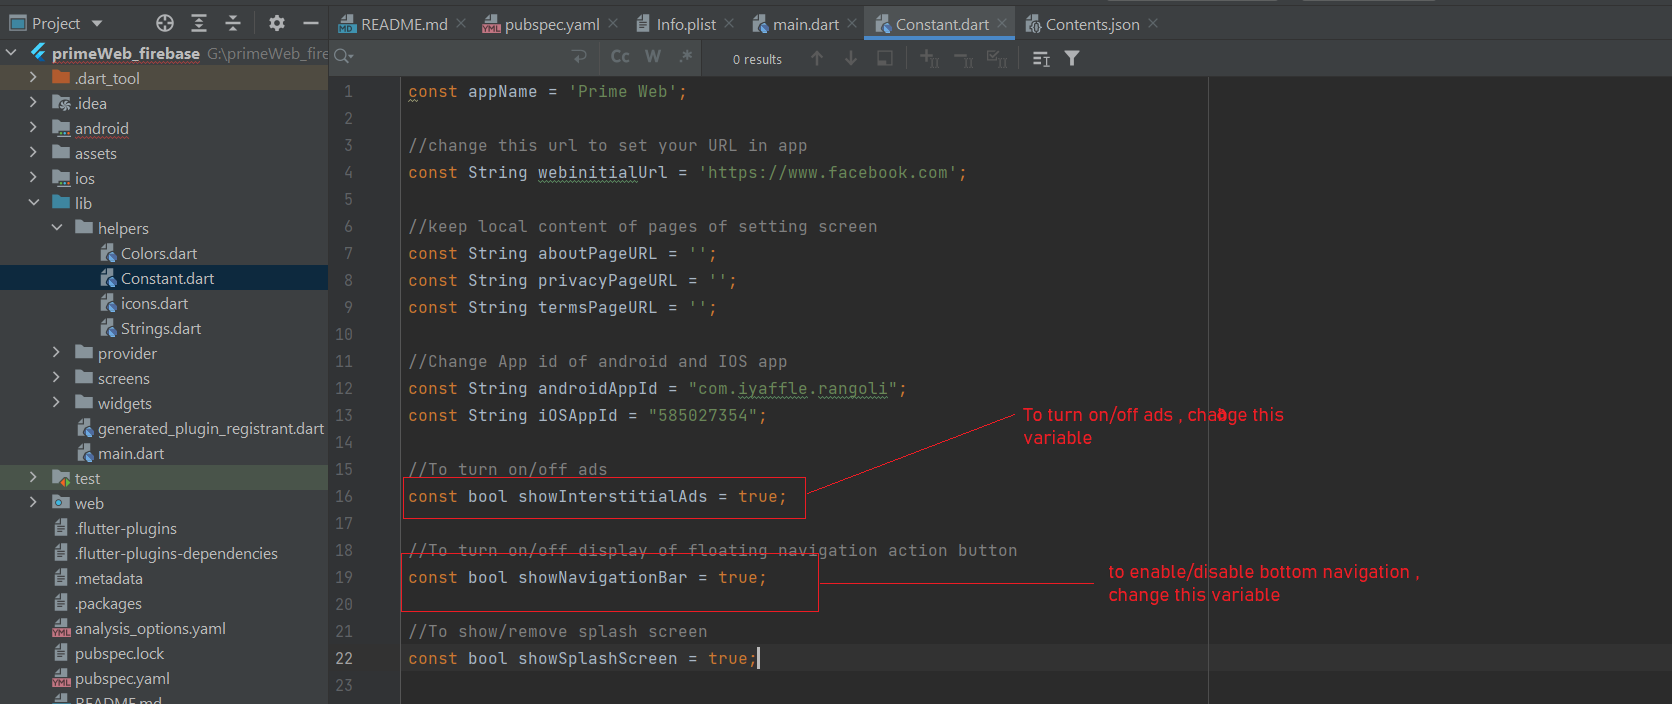 Project
README.md
pubspec.yaml
Info.plist
main.dart
Constant.dart
Contents.json
primeWeb_firebase G:\primeWeb_fire
Cc W .* 0 results
.dart_tool
.idea
android
assets
ios
lib
helpers
Colors.dart
Constant.dart
icons.dart
Strings.dart
provider
screens
widgets
generated_plugin_registrant.dart
main.dart
test
web
.flutter-plugins
.flutter-plugins-dependencies
.metadata
.packages
analysis_options.yaml
pubspec.lock
pubspec.yaml
README.md
1 const appName = 'Prime Web';
2
3 //change this url to set your URL in app
4 const String webinitialUrl = 'https://www.facebook.com';
5
6 //keep local content of pages of setting screen
7 const String aboutPageURL = '';
8 const String privacyPageURL = '';
9 const String termsPageURL = '';
10
11 //Change App id of android and IOS app
12 const String androidAppId = "com.iyaffle.rangoli";
13 const String iOSAppId = "585027354";
14
15 //To turn on/off ads
16 const bool showInterstitialAds = true;
17
18 //To turn on/off display of floating navigation action button
19 const bool showNavigationBar = true;
20
21 //To show/remove splash screen
22 const bool showSplashScreen = true;
23
To turn on/off ads , change this
variable
to enable/disable bottom navigation ,
change this variable